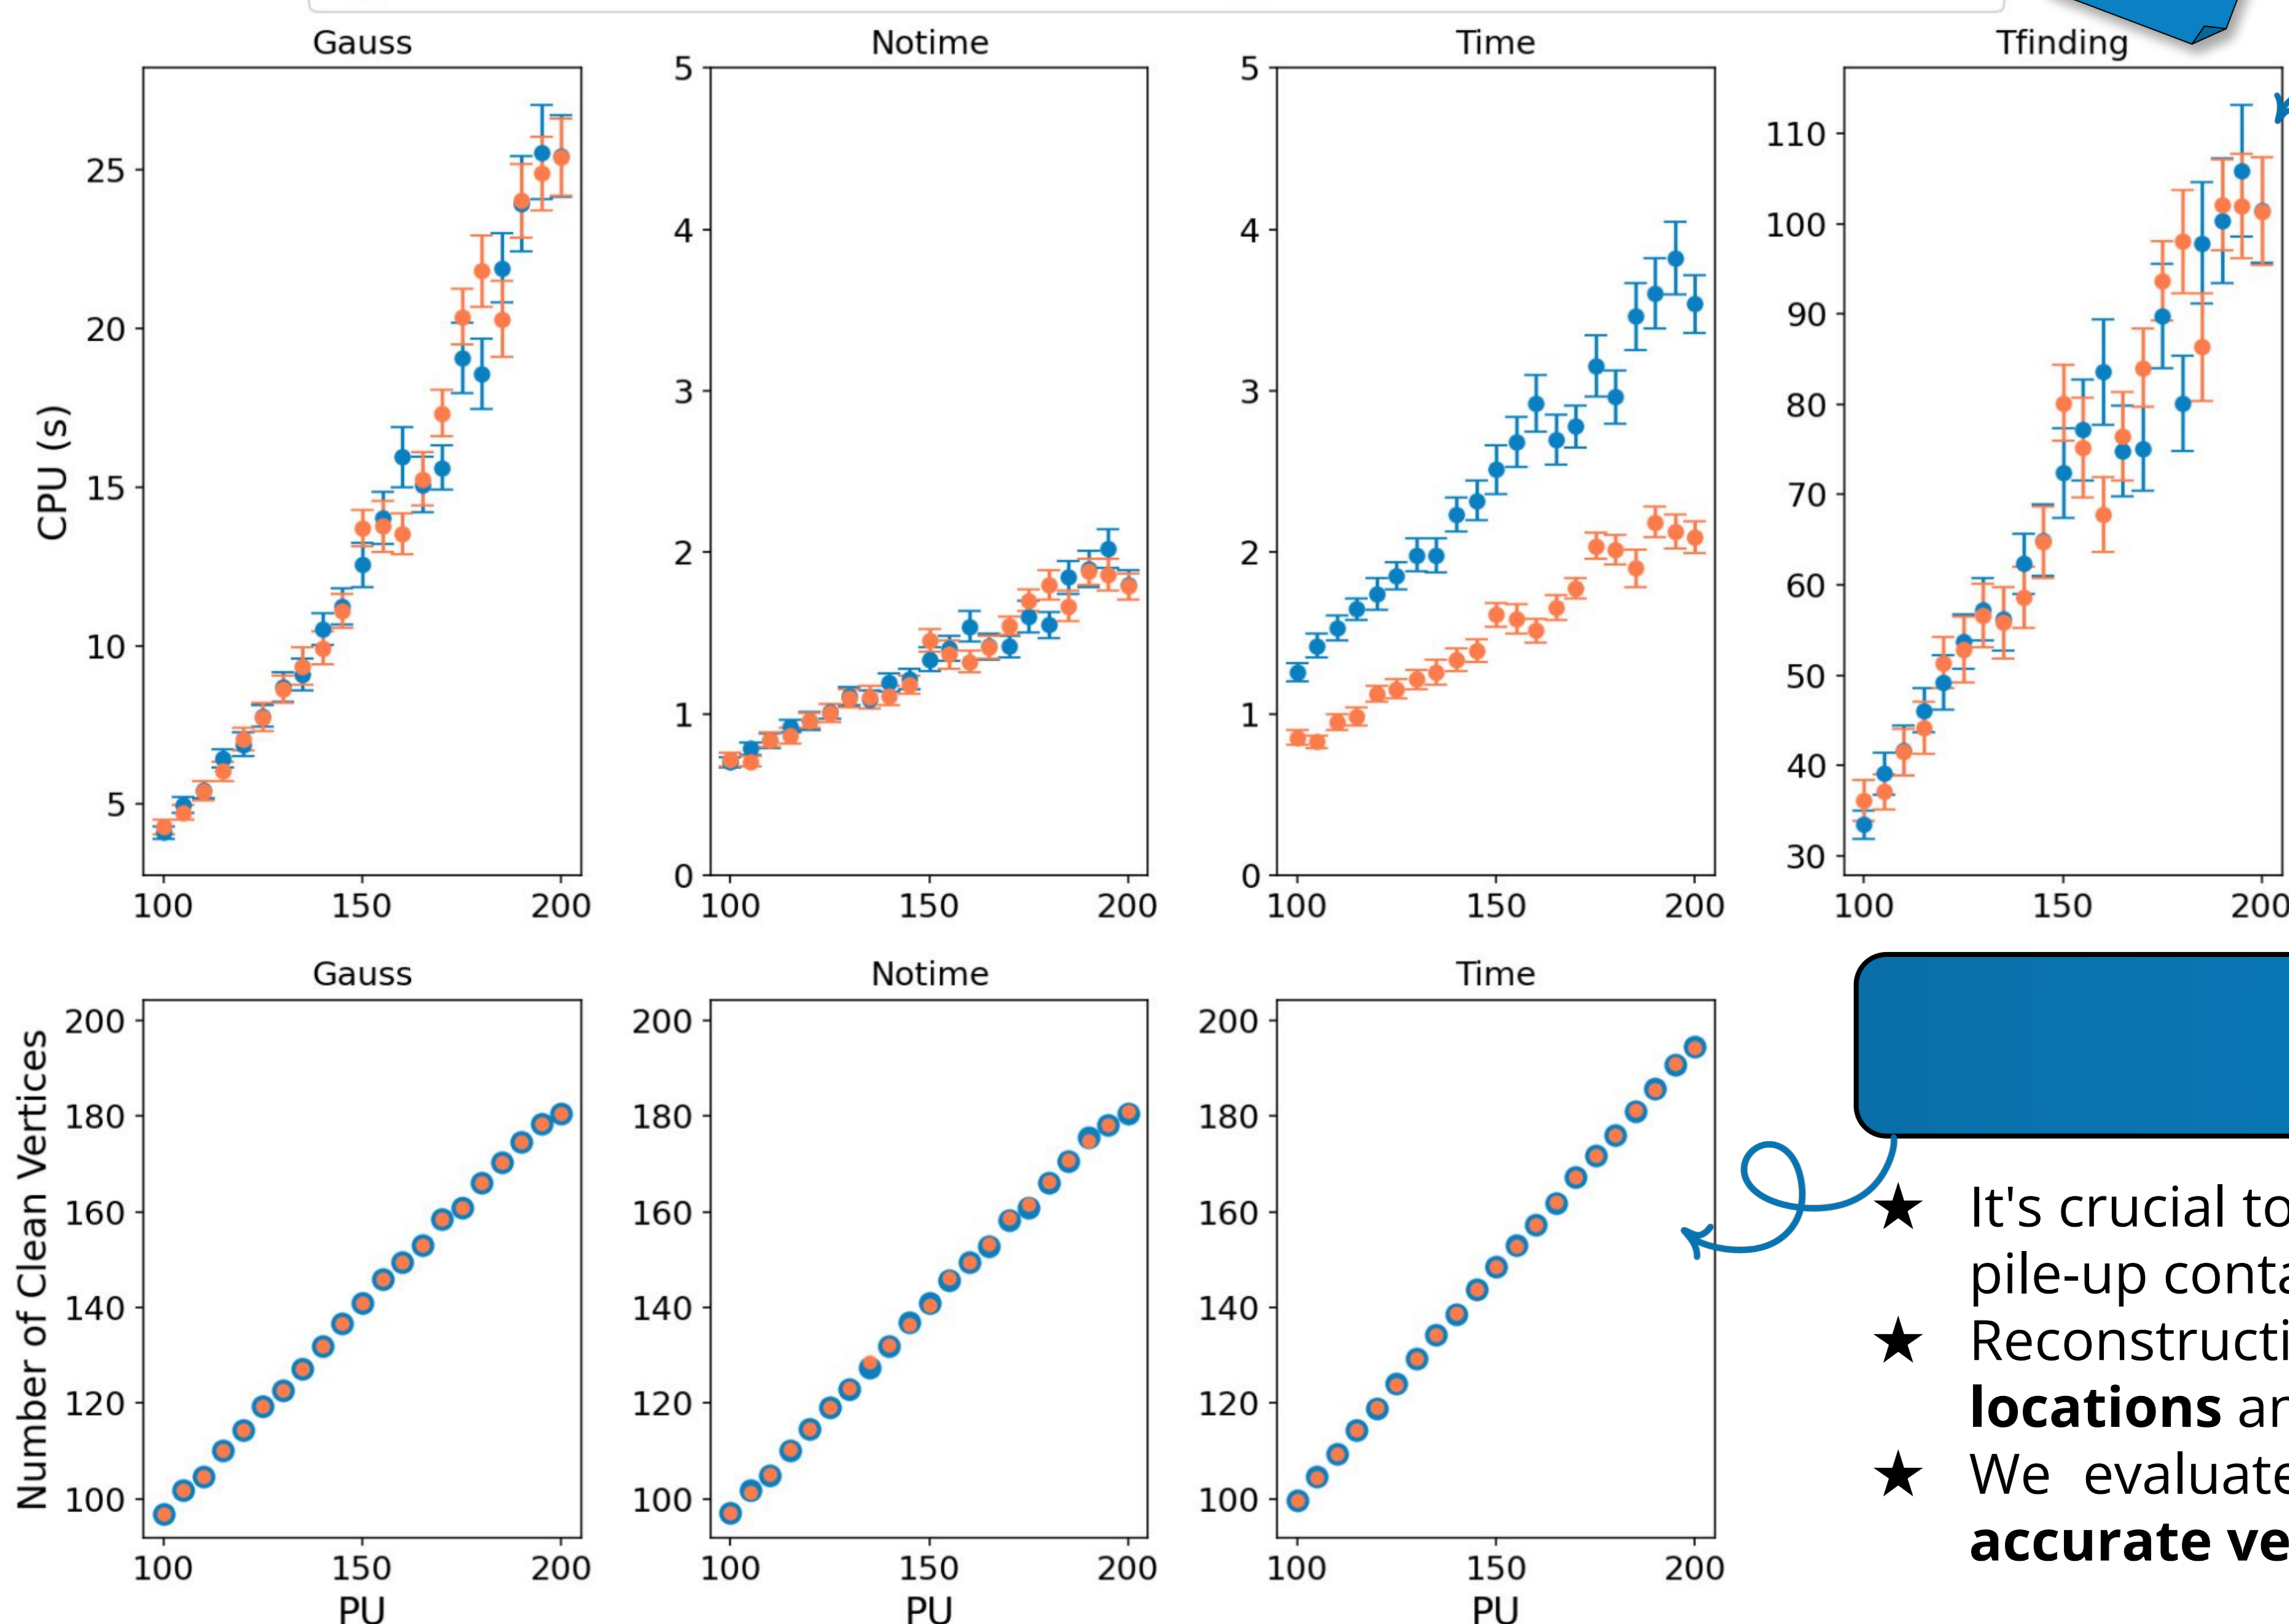 Gauss
Notime
Time
Tfinding
CPU (s)
25
20
15
10
5
100 150 200
5
4
3
2
1
0
100 150 200
5
4
3
2
1
0
100 150 200
110
100
90
80
70
60
50
40
30
100 150 200
Gauss
Notime
Time
Number of Clean Vertices
200
180
160
140
120
100
100 150 200
PU
200
180
160
140
120
100
100 150 200
PU
200
180
160
140
120
100
100 150 200
PU
★ It's crucial to
pile-up conta
★ Reconstructi
locations ar
★ We evaluate
accurate ve